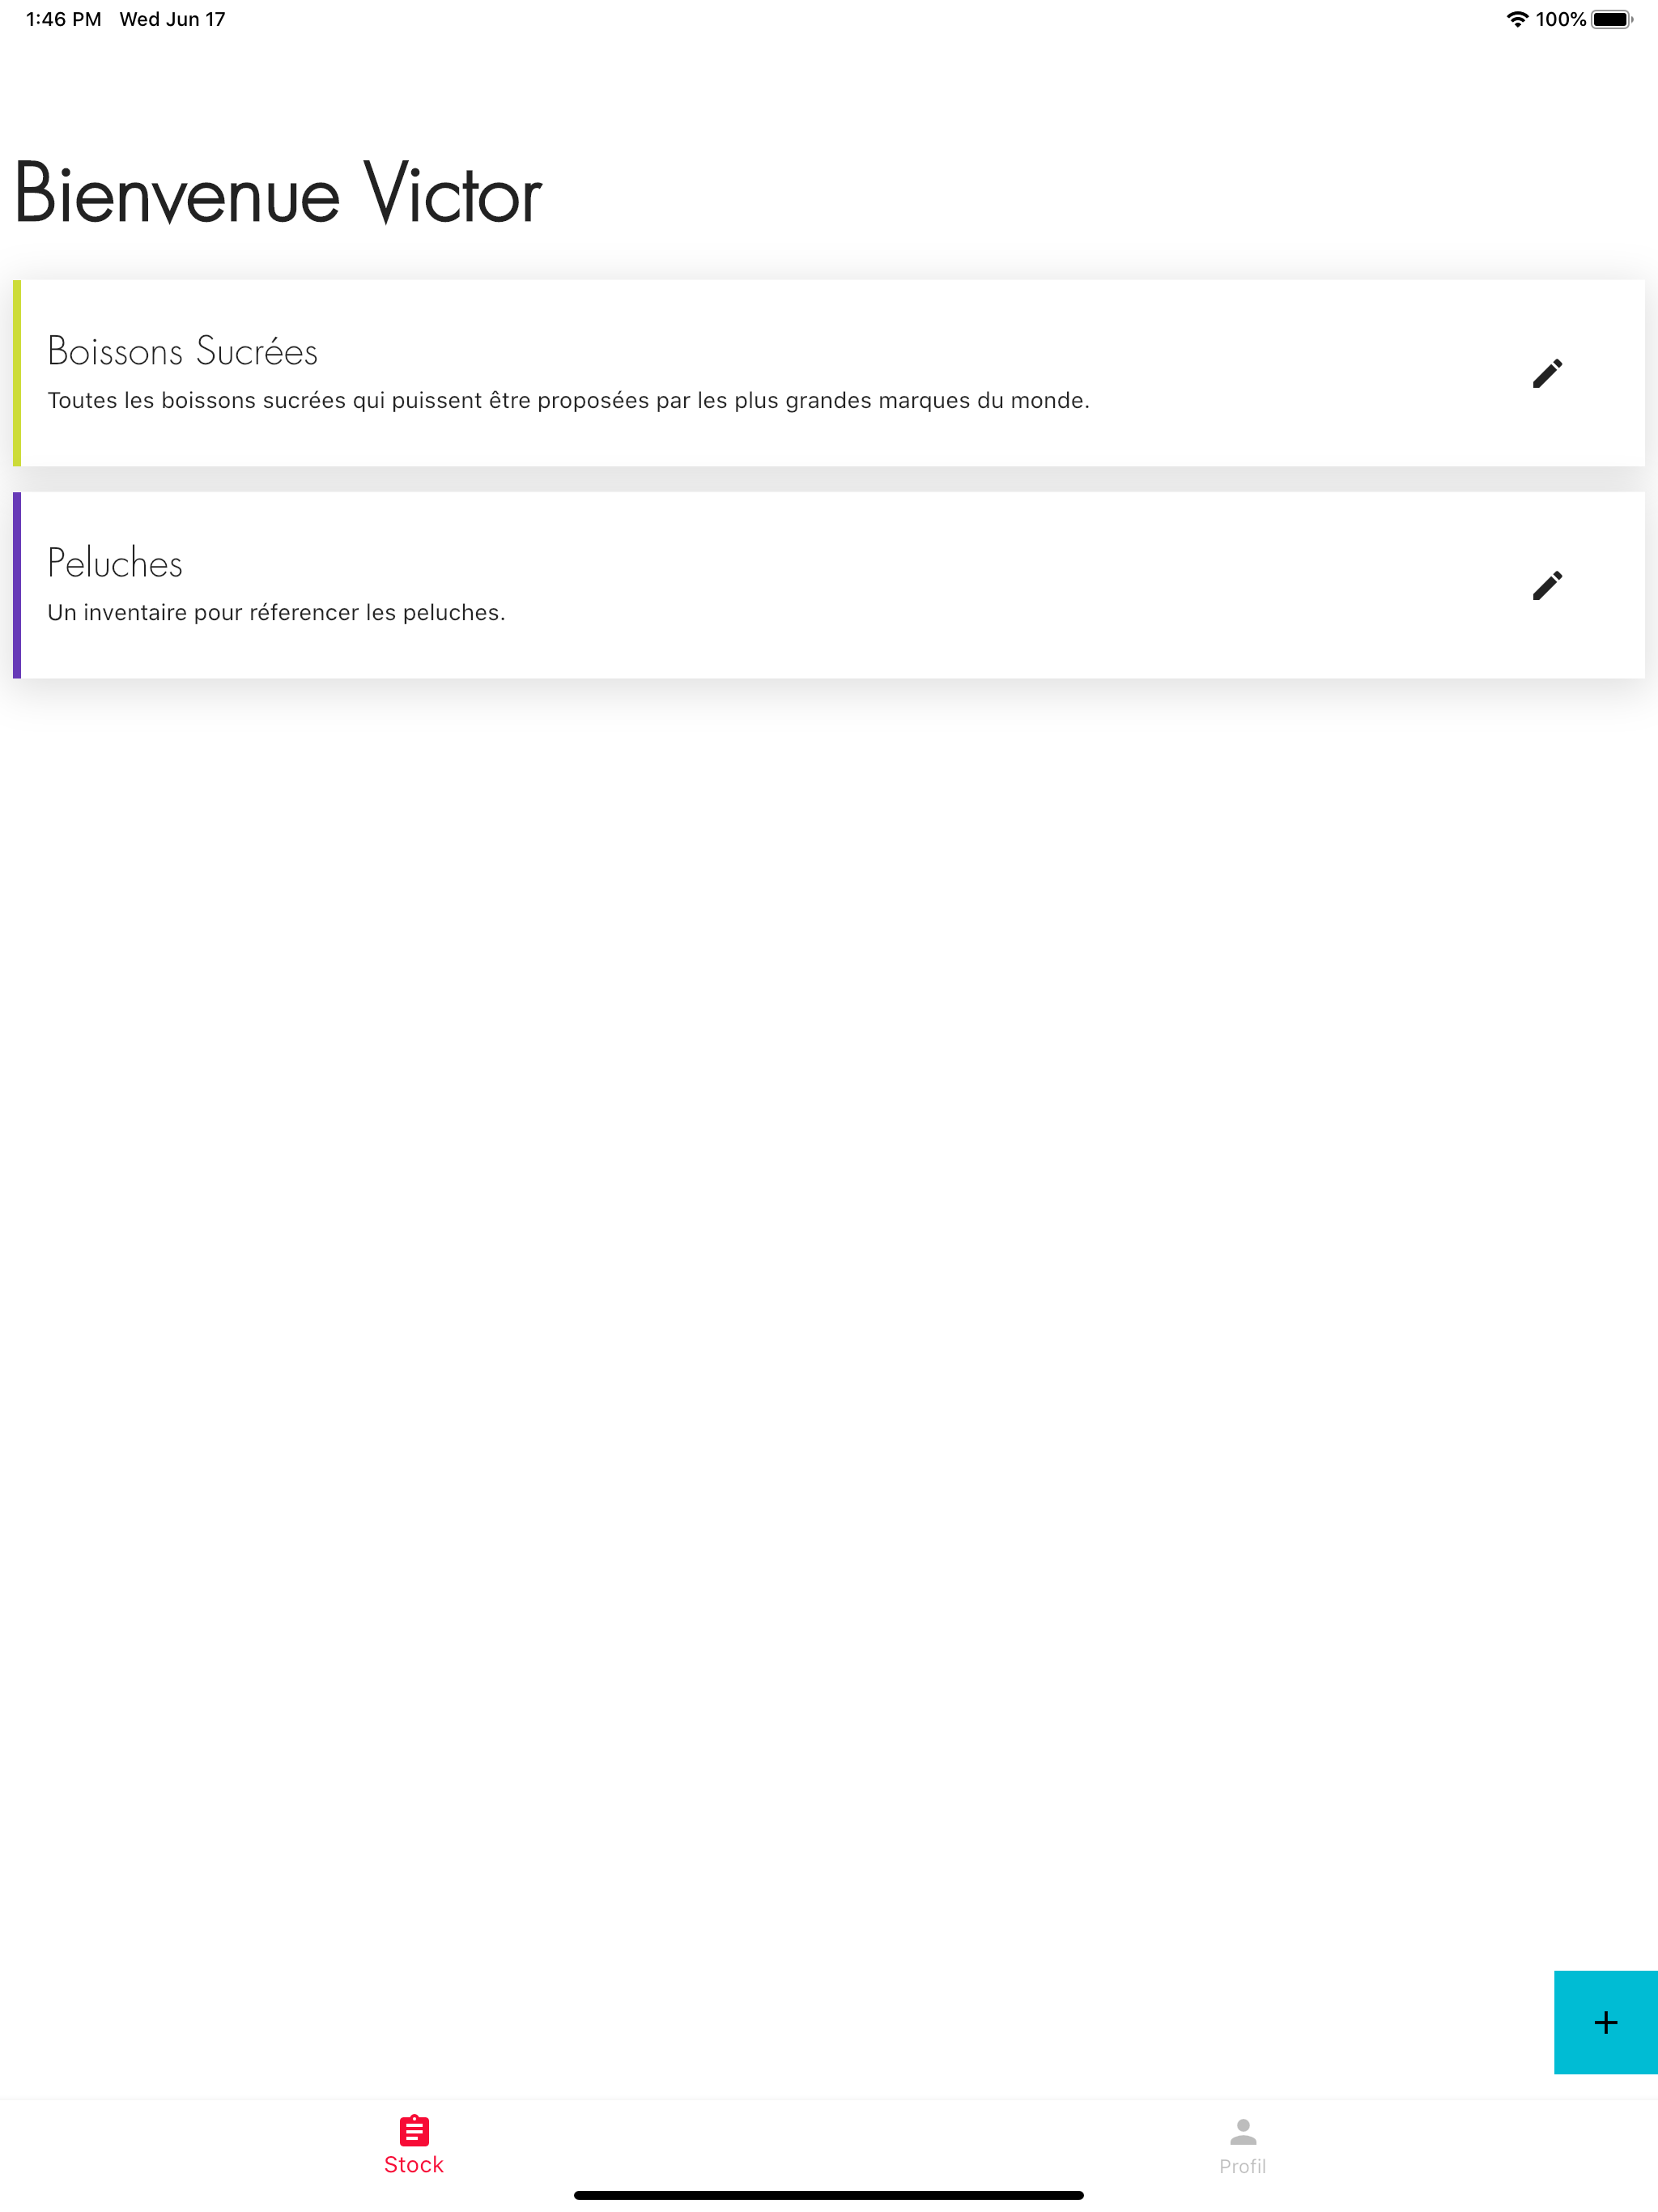 1:46 PM Wed Jun 17 100%
Bienvenue Victor
Boissons Sucrées
Toutes les boissons sucrées qui puissent être proposées par les plus grandes marques du monde.
Peluches
Un inventaire pour réferencer les peluches.
+
Stock Profil